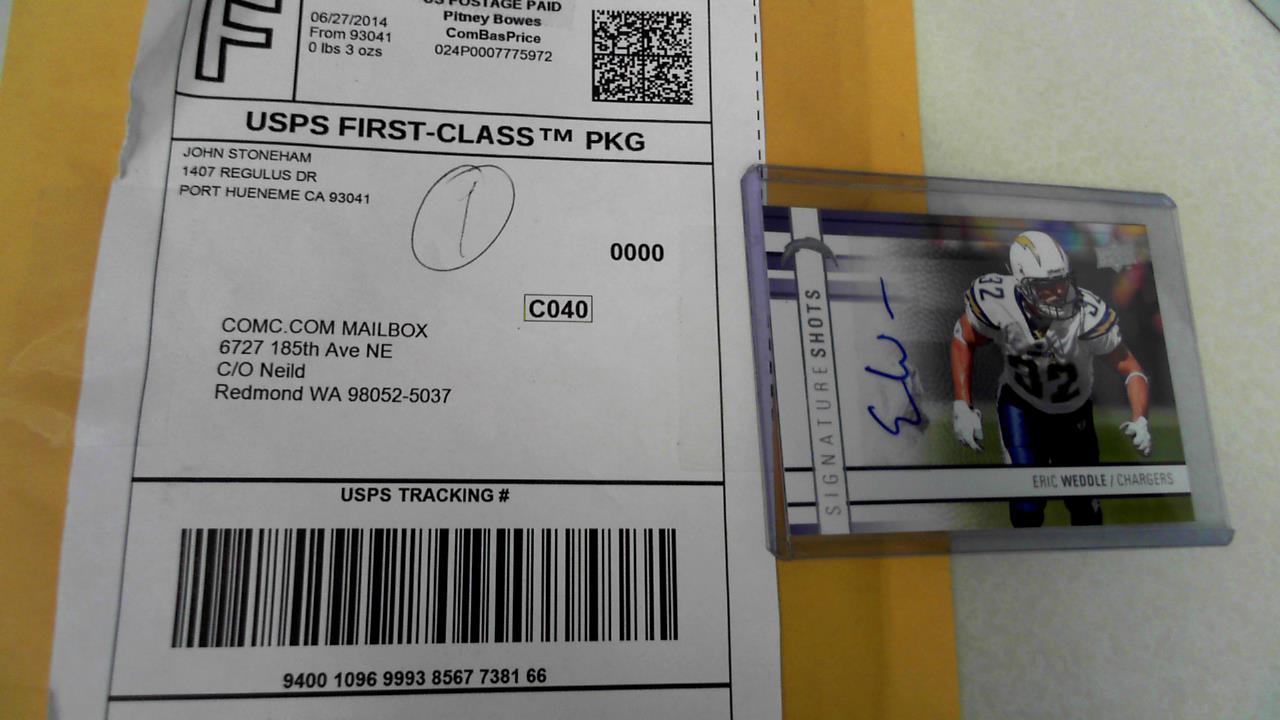 F
US POSTAGE PAID
Pitney Bowes
ComBasPrice
024P0007775972
06/27/2014
From 93041
0 lbs 3 ozs
USPS FIRST-CLASS™ PKG
JOHN STONEHAM
1407 REGULUS DR
PORT HUENEME CA 93041
1
0000
C040
COMC.COM MAILBOX
6727 185th Ave NE
C/O Neild
Redmond WA 98052-5037
USPS TRACKING #
9400 1096 9993 8567 7381 66
SIGNATURE SHOTS
32
32
32
ERIC WEDDLE / CHARGERS